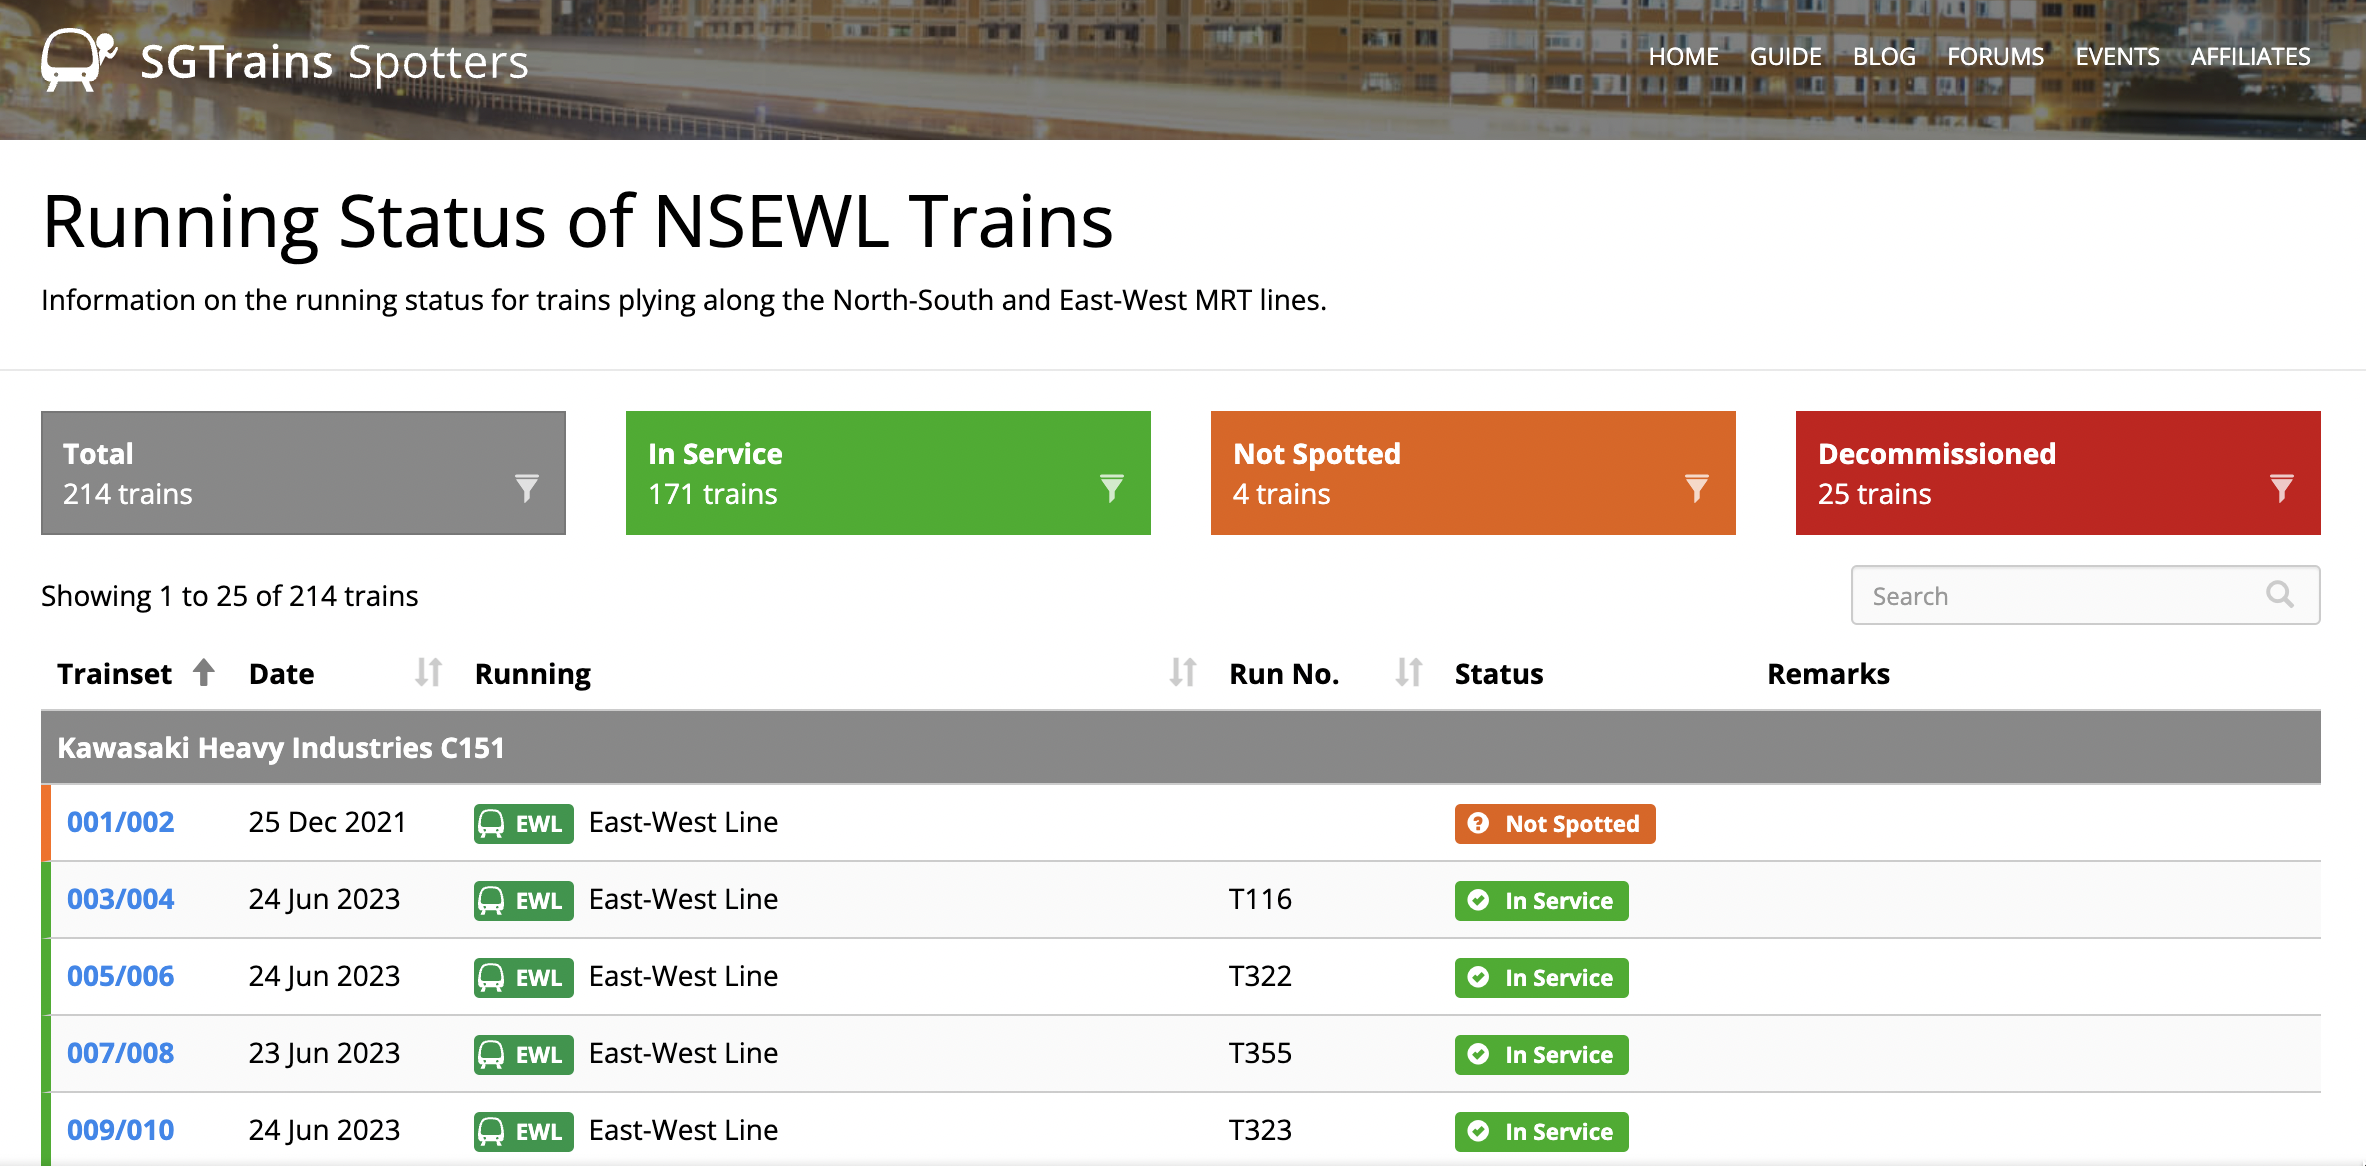 SGTrains Spotters
HOME GUIDE BLOG FORUMS EVENTS AFFILIATES
Running Status of NSEWL Trains
Information on the running status for trains plying along the North-South and East-West MRT lines.
Total
214 trains
In Service
171 trains
Not Spotted
4 trains
Decommissioned
25 trains
Showing 1 to 25 of 214 trains
Search
Trainset Date Running Run No. Status Remarks
Kawasaki Heavy Industries C151
001/002 25 Dec 2021 EWL East-West Line Not Spotted
003/004 24 Jun 2023 EWL East-West Line T116 In Service
005/006 24 Jun 2023 EWL East-West Line T322 In Service
007/008 23 Jun 2023 EWL East-West Line T355 In Service
009/010 24 Jun 2023 EWL East-West Line T323 In Service